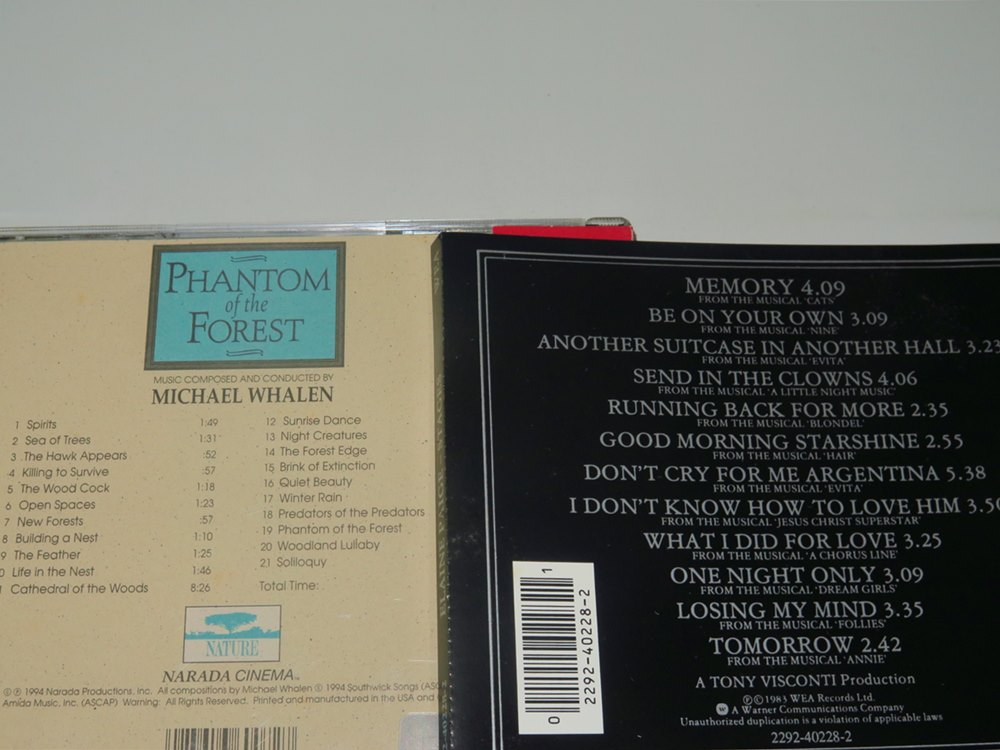 PHANTOM
of the
FOREST
MUSIC COMPOSED AND CONDUCTED BY
MICHAEL WHALEN
1 Spirits 1:49
2 Sea of Trees 1:31
3 The Hawk Appears :52
4 Killing to Survive :57
5 The Wood Cock 1:18
6 Open Spaces 1:23
7 New Forests :57
8 Building a Nest 1:10
9 The Feather 1:25
0 Life in the Nest 1:46
Cathedral of the Woods 8:26
12 Sunrise Dance
13 Night Creatures
14 The Forest Edge
15 Brink of Extinction
16 Quiet Beauty
17 Winter Rain
18 Predators of the Predators
19 Phantom of the Forest
20 Woodland Lullaby
21 Soliloquy
Total Time:
NATURE
NARADA CINEMA™
© ℗ 1994 Narada Productions, Inc. All compositions by Michael Whalen © 1994 Southwick Songs (ASC
Amida Music, Inc. (ASCAP) Warning: All Rights Reserved. Printed and manufactured in the USA and
ELAINE PAIGE STAGES WEA
MEMORY 4.09
FROM THE MUSICAL 'CATS'
BE ON YOUR OWN 3.09
FROM THE MUSICAL 'NINE'
ANOTHER SUITCASE IN ANOTHER HALL 3.23
FROM THE MUSICAL 'EVITA'
SEND IN THE CLOWNS 4.06
FROM THE MUSICAL 'A LITTLE NIGHT MUSIC'
RUNNING BACK FOR MORE 2.35
FROM THE MUSICAL 'BLONDEL'
GOOD MORNING STARSHINE 2.55
FROM THE MUSICAL 'HAIR'
DON'T CRY FOR ME ARGENTINA 5.38
FROM THE MUSICAL 'EVITA'
I DON'T KNOW HOW TO LOVE HIM 3.50
FROM THE MUSICAL 'JESUS CHRIST SUPERSTAR'
WHAT I DID FOR LOVE 3.25
FROM THE MUSICAL 'A CHORUS LINE'
ONE NIGHT ONLY 3.09
FROM THE MUSICAL 'DREAM GIRLS'
LOSING MY MIND 3.35
FROM THE MUSICAL 'FOLLIES'
TOMORROW 2.42
FROM THE MUSICAL 'ANNIE'
A TONY VISCONTI Production
℗©1983 WEA Records Ltd.
A Warner Communications Company
Unauthorized duplication is a violation of applicable laws
2292-40228-2
0 2292-40228-2 1